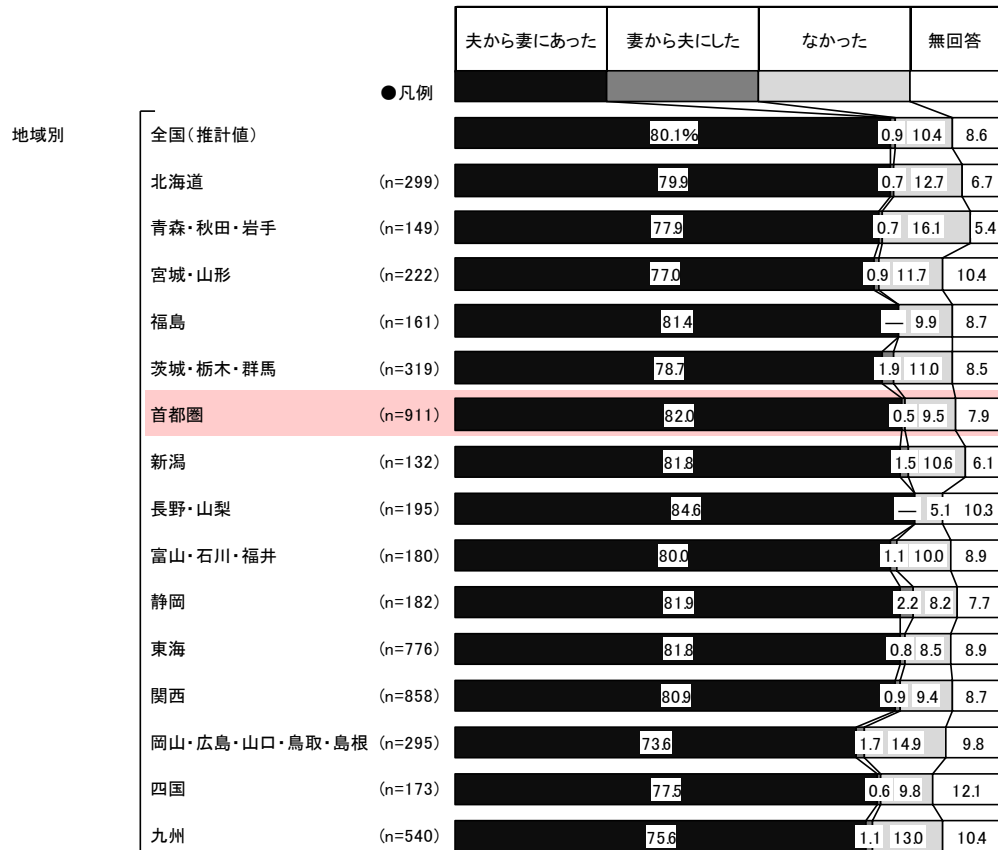 夫から妻にあった 妻から夫にした なかった 無回答
●凡例
地域別 全国(推計値) 80.1% 0.9 10.4 8.6
北海道 (n=299) 79.9 0.7 12.7 6.7
青森・秋田・岩手 (n=149) 77.9 0.7 16.1 5.4
宮城・山形 (n=222) 77.0 0.9 11.7 10.4
福島 (n=161) 81.4 ― 9.9 8.7
茨城・栃木・群馬 (n=319) 78.7 1.9 11.0 8.5
首都圏 (n=911) 82.0 0.5 9.5 7.9
新潟 (n=132) 81.8 1.5 10.6 6.1
長野・山梨 (n=195) 84.6 ― 5.1 10.3
富山・石川・福井 (n=180) 80.0 1.1 10.0 8.9
静岡 (n=182) 81.9 2.2 8.2 7.7
東海 (n=776) 81.8 0.8 8.5 8.9
関西 (n=858) 80.9 0.9 9.4 8.7
岡山・広島・山口・鳥取・島根 (n=295) 73.6 1.7 14.9 9.8
四国 (n=173) 77.5 0.6 9.8 12.1
九州 (n=540) 75.6 1.1 13.0 10.4